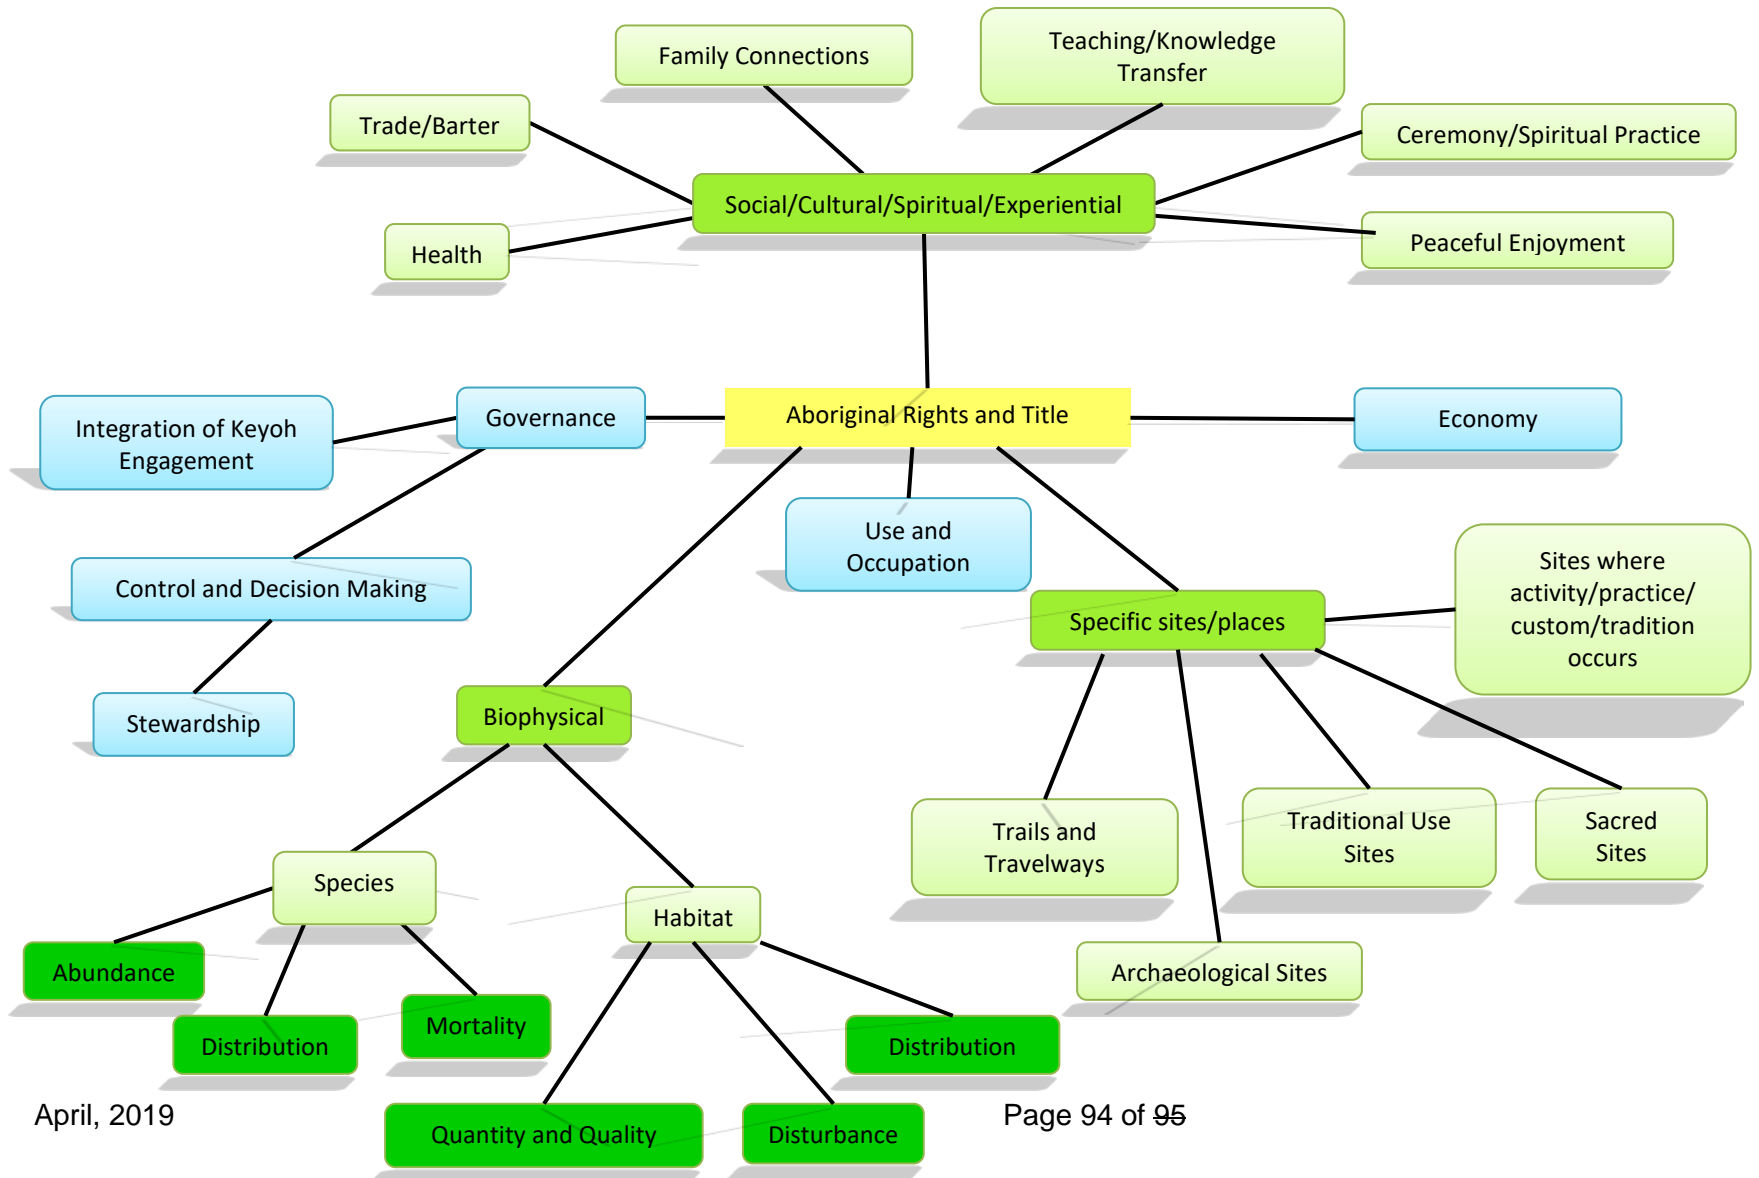 Teaching/Knowledge
Transfer
Family Connections
Trade/Barter
Ceremony/Spiritual Practice
Social/Cultural/Spiritual/Experiential
Health
Peaceful Enjoyment
Integration of Keyoh
Engagement
Governance
Aboriginal Rights and Title
Economy
Use and
Occupation
Control and Decision Making
Sites where
activity/practice/
custom/tradition
occurs
Specific sites/places
Stewardship
Biophysical
Trails and
Travelways
Traditional Use
Sites
Sacred
Sites
Species
Habitat
Abundance
Archaeological Sites
Distribution
Mortality
Distribution
April, 2019
Page 94 of 95
Quantity and Quality
Disturbance